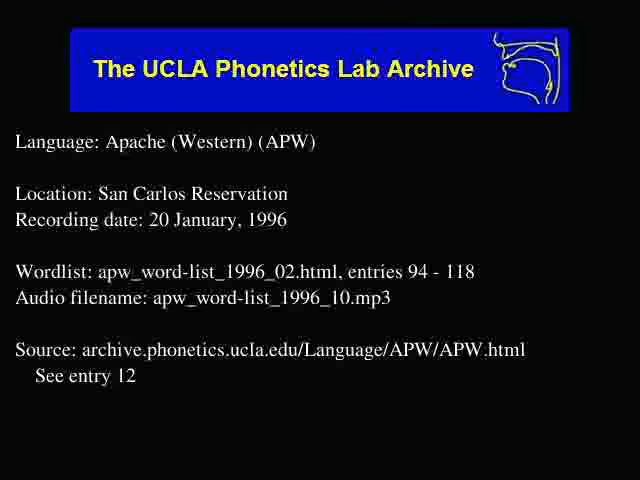 The UCLA Phonetics Lab Archive
Language: Apache (Western) (APW)
Location: San Carlos Reservation
Recording date: 20 January, 1996
Wordlist: apw_word-list_1996_02.html, entries 94 - 118
Audio filename: apw_word-list_1996_10.mp3
Source: archive.phonetics.ucla.edu/Language/APW/APW.html
See entry 12